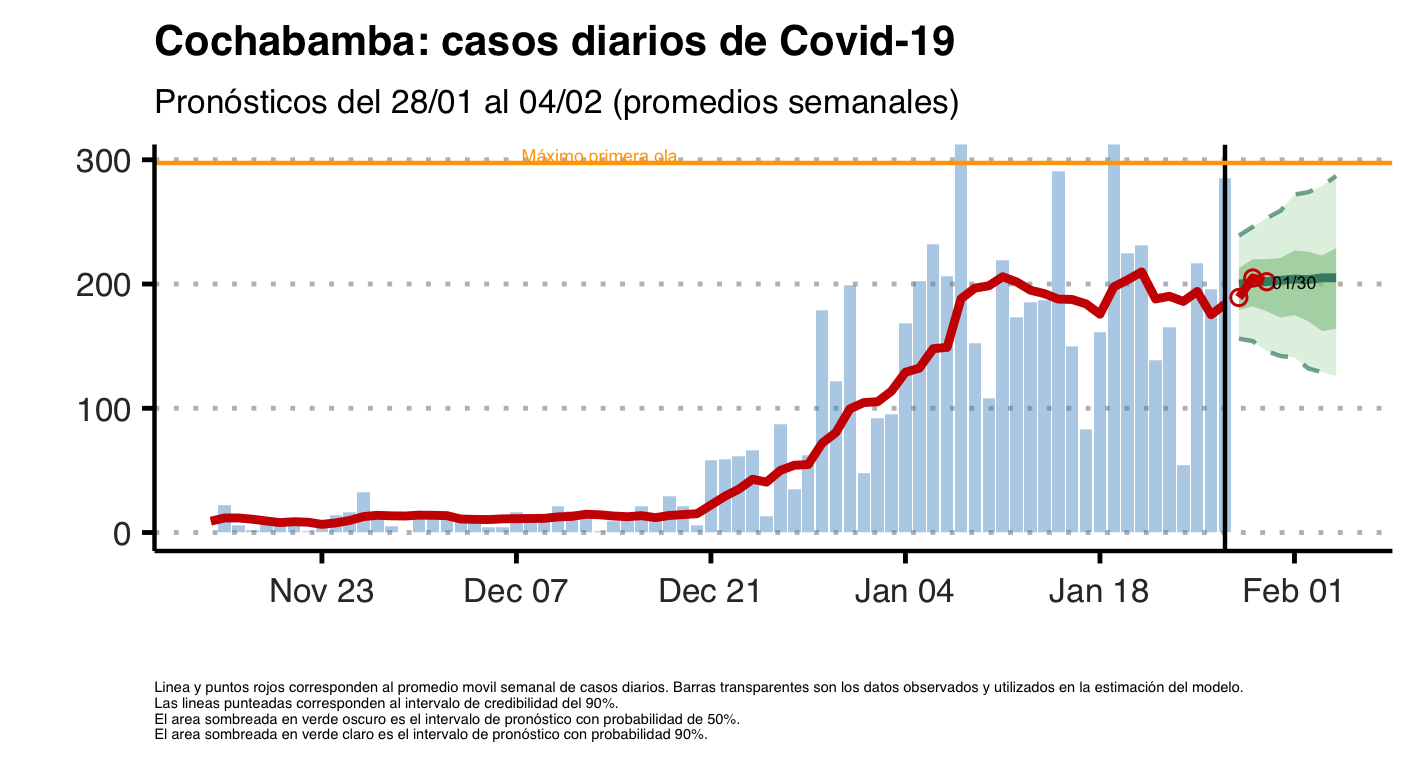 Cochabamba: casos diarios de Covid-19
Pronósticos del 28/01 al 04/02 (promedios semanales)
300
Máximo primera ola
200
01/30
100
0
Nov 23 Dec 07 Dec 21 Jan 04 Jan 18 Feb 01
Linea y puntos rojos corresponden al promedio movil semanal de casos diarios. Barras transparentes son los datos observados y utilizados en la estimación del modelo.
Las lineas punteadas corresponden al intervalo de credibilidad del 90%.
El area sombreada en verde oscuro es el intervalo de pronóstico con probabilidad de 50%.
El area sombreada en verde claro es el intervalo de pronóstico con probabilidad 90%.